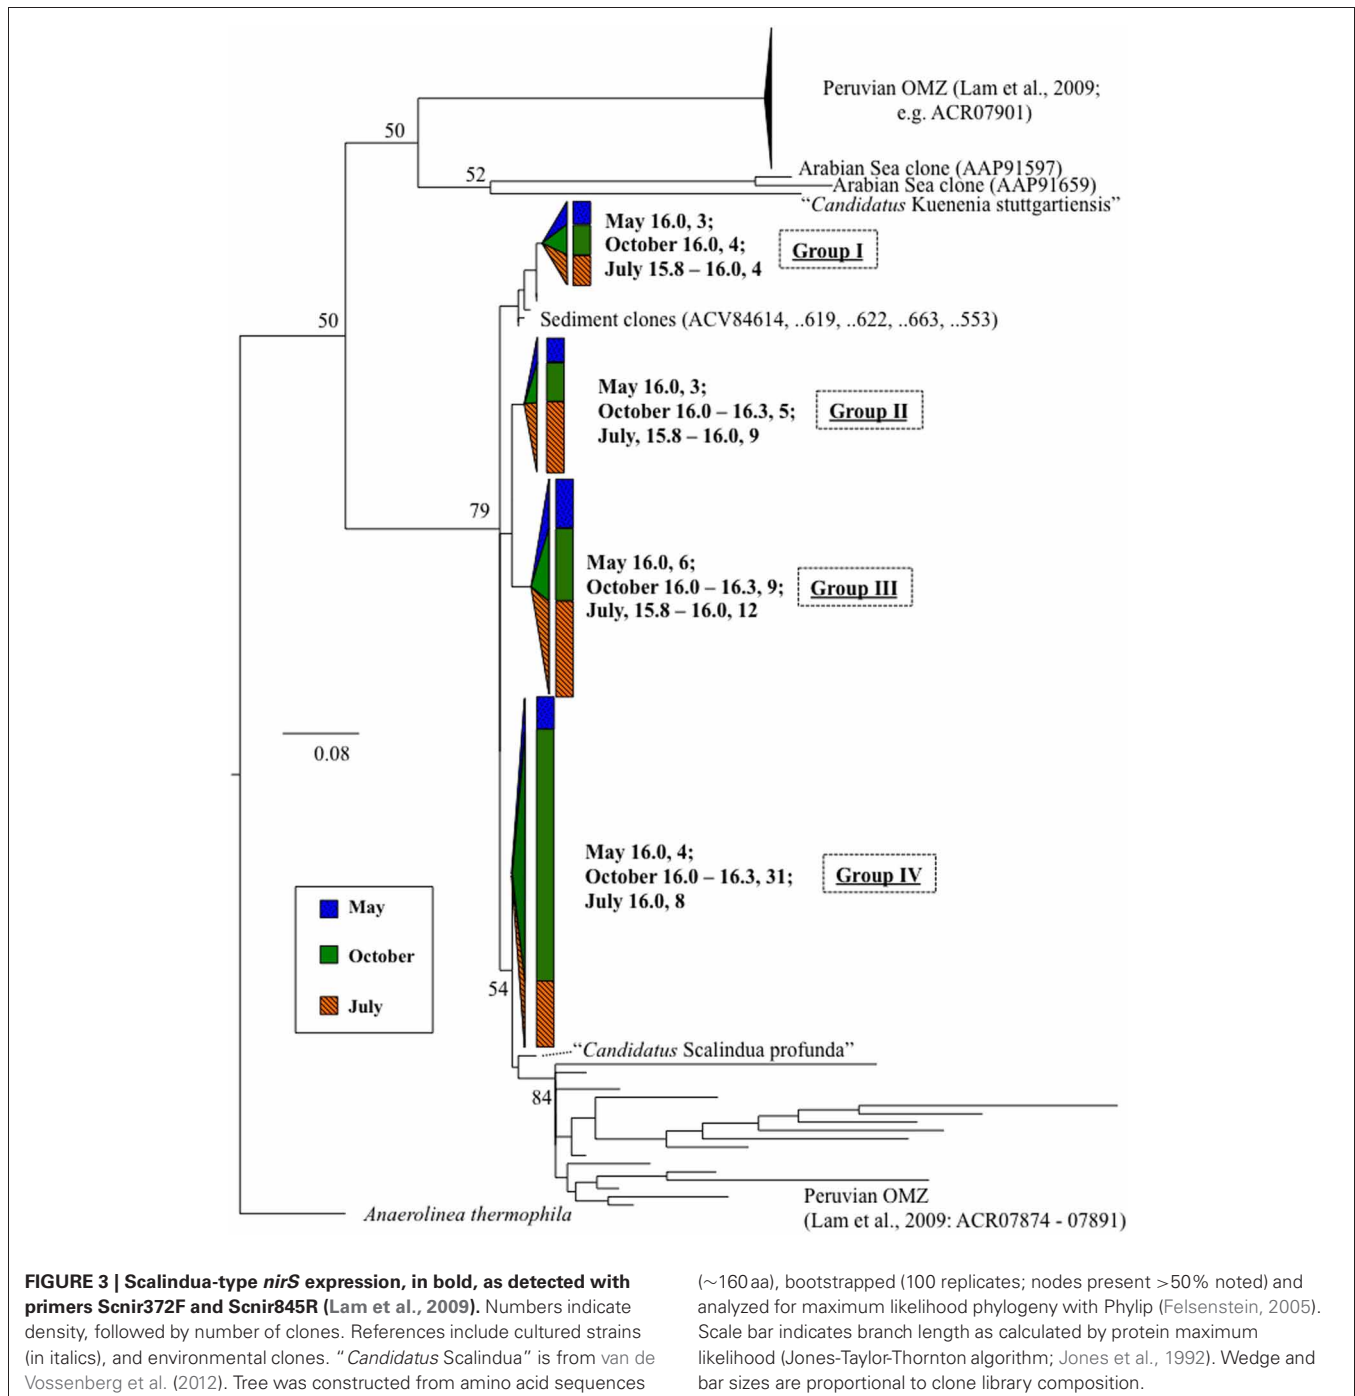 Peruvian OMZ (Lam et al., 2009;
e.g. ACR07901)
50
Arabian Sea clone (AAP91597)
52
Arabian Sea clone (AAP91659)
“Candidatus Kuenenia stuttgartiensis”
May 16.0, 3;
October 16.0, 4;
July 15.8 – 16.0, 4
Group I
50
Sediment clones (ACV84614, ..619, ..622, ..663, ..553)
May 16.0, 3;
October 16.0 – 16.3, 5;
July, 15.8 – 16.0, 9
Group II
79
May 16.0, 6;
October 16.0 – 16.3, 9;
July, 15.8 – 16.0, 12
Group III
0.08
May 16.0, 4;
October 16.0 – 16.3, 31;
July 16.0, 8
Group IV
May
October
July
54
“Candidatus Scalindua profunda”
84
Peruvian OMZ
(Lam et al., 2009: ACR07874 - 07891)
Anaerolinea thermophila
FIGURE 3 | Scalindua-type nirS expression, in bold, as detected with
primers Scnir372F and Scnir845R (Lam et al., 2009). Numbers indicate
density, followed by number of clones. References include cultured strains
(in italics), and environmental clones. “Candidatus Scalindua” is from van de
Vossenberg et al. (2012). Tree was constructed from amino acid sequences
(∼160 aa), bootstrapped (100 replicates; nodes present >50% noted) and
analyzed for maximum likelihood phylogeny with Phylip (Felsenstein, 2005).
Scale bar indicates branch length as calculated by protein maximum
likelihood (Jones-Taylor-Thornton algorithm; Jones et al., 1992). Wedge and
bar sizes are proportional to clone library composition.